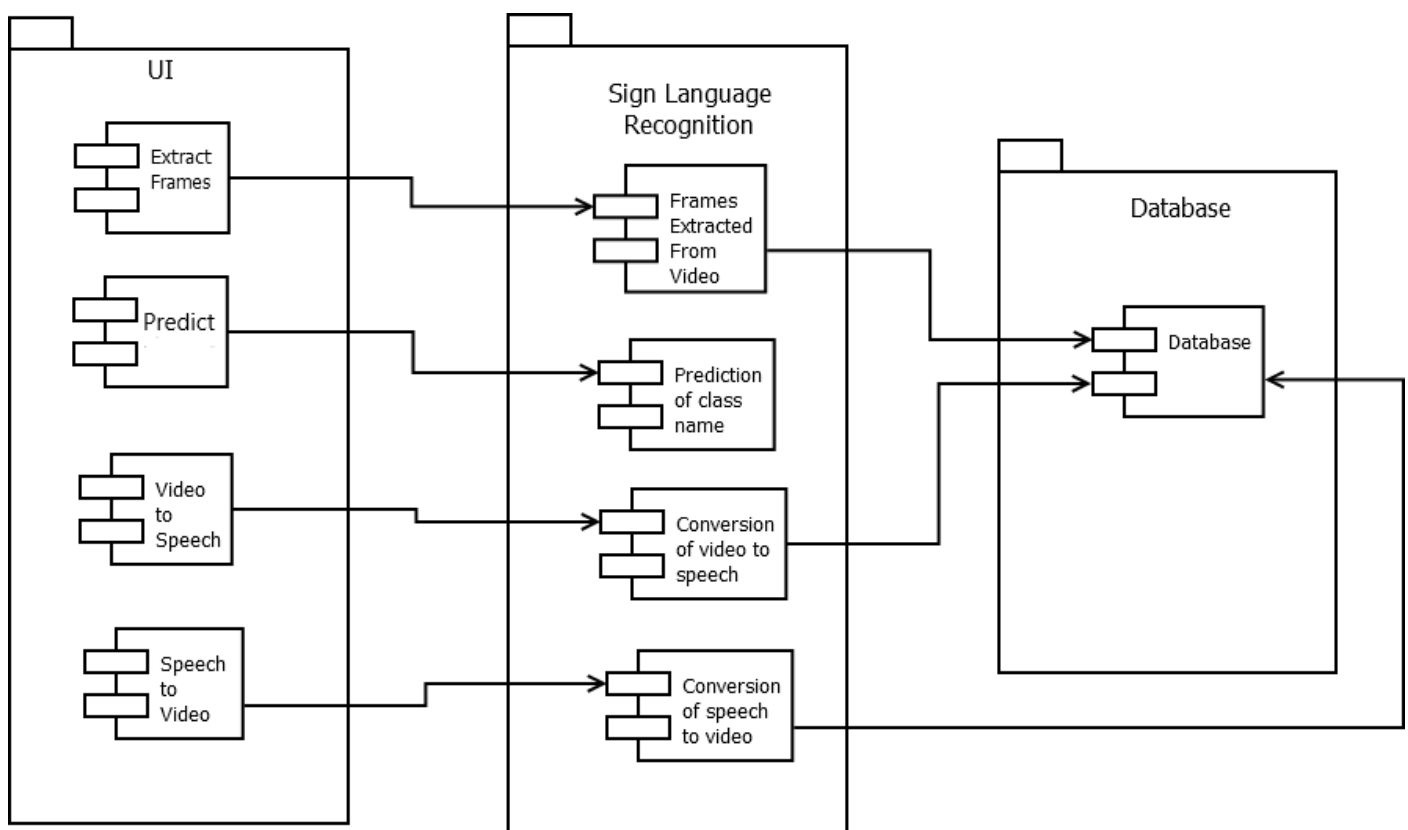 UI
Extract
Frames
Predict
Video
to
Speech
Speech
to
Video
Sign Language
Recognition
Frames
Extracted
From
Video
Prediction
of class
name
Conversion
of video to
speech
Conversion
of speech
to video
Database
Database